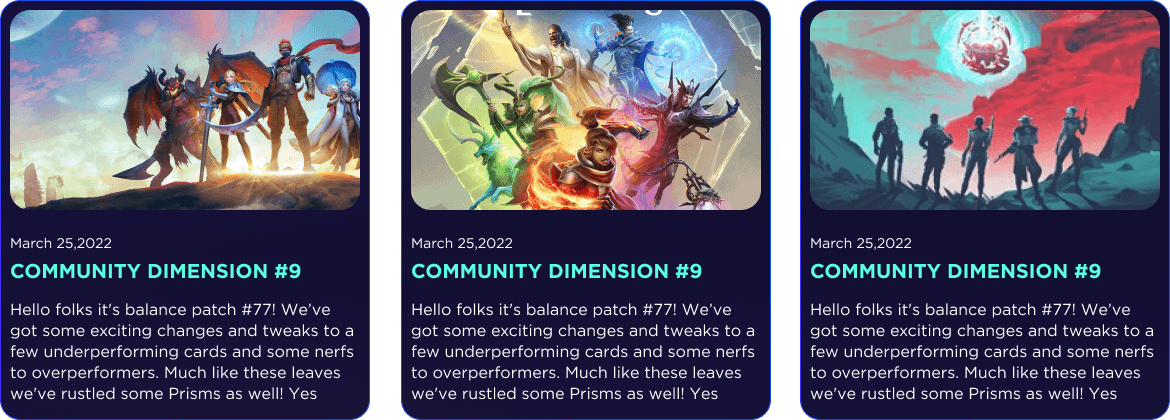 March 25,2022
COMMUNITY DIMENSION #9
Hello folks it's balance patch #77! We’ve
got some exciting changes and tweaks to a
few underperforming cards and some nerfs
to overperformers. Much like these leaves
we've rustled some Prisms as well! Yes
March 25,2022
COMMUNITY DIMENSION #9
Hello folks it's balance patch #77! We’ve
got some exciting changes and tweaks to a
few underperforming cards and some nerfs
to overperformers. Much like these leaves
we've rustled some Prisms as well! Yes
March 25,2022
COMMUNITY DIMENSION #9
Hello folks it's balance patch #77! We’ve
got some exciting changes and tweaks to a
few underperforming cards and some nerfs
to overperformers. Much like these leaves
we've rustled some Prisms as well! Yes